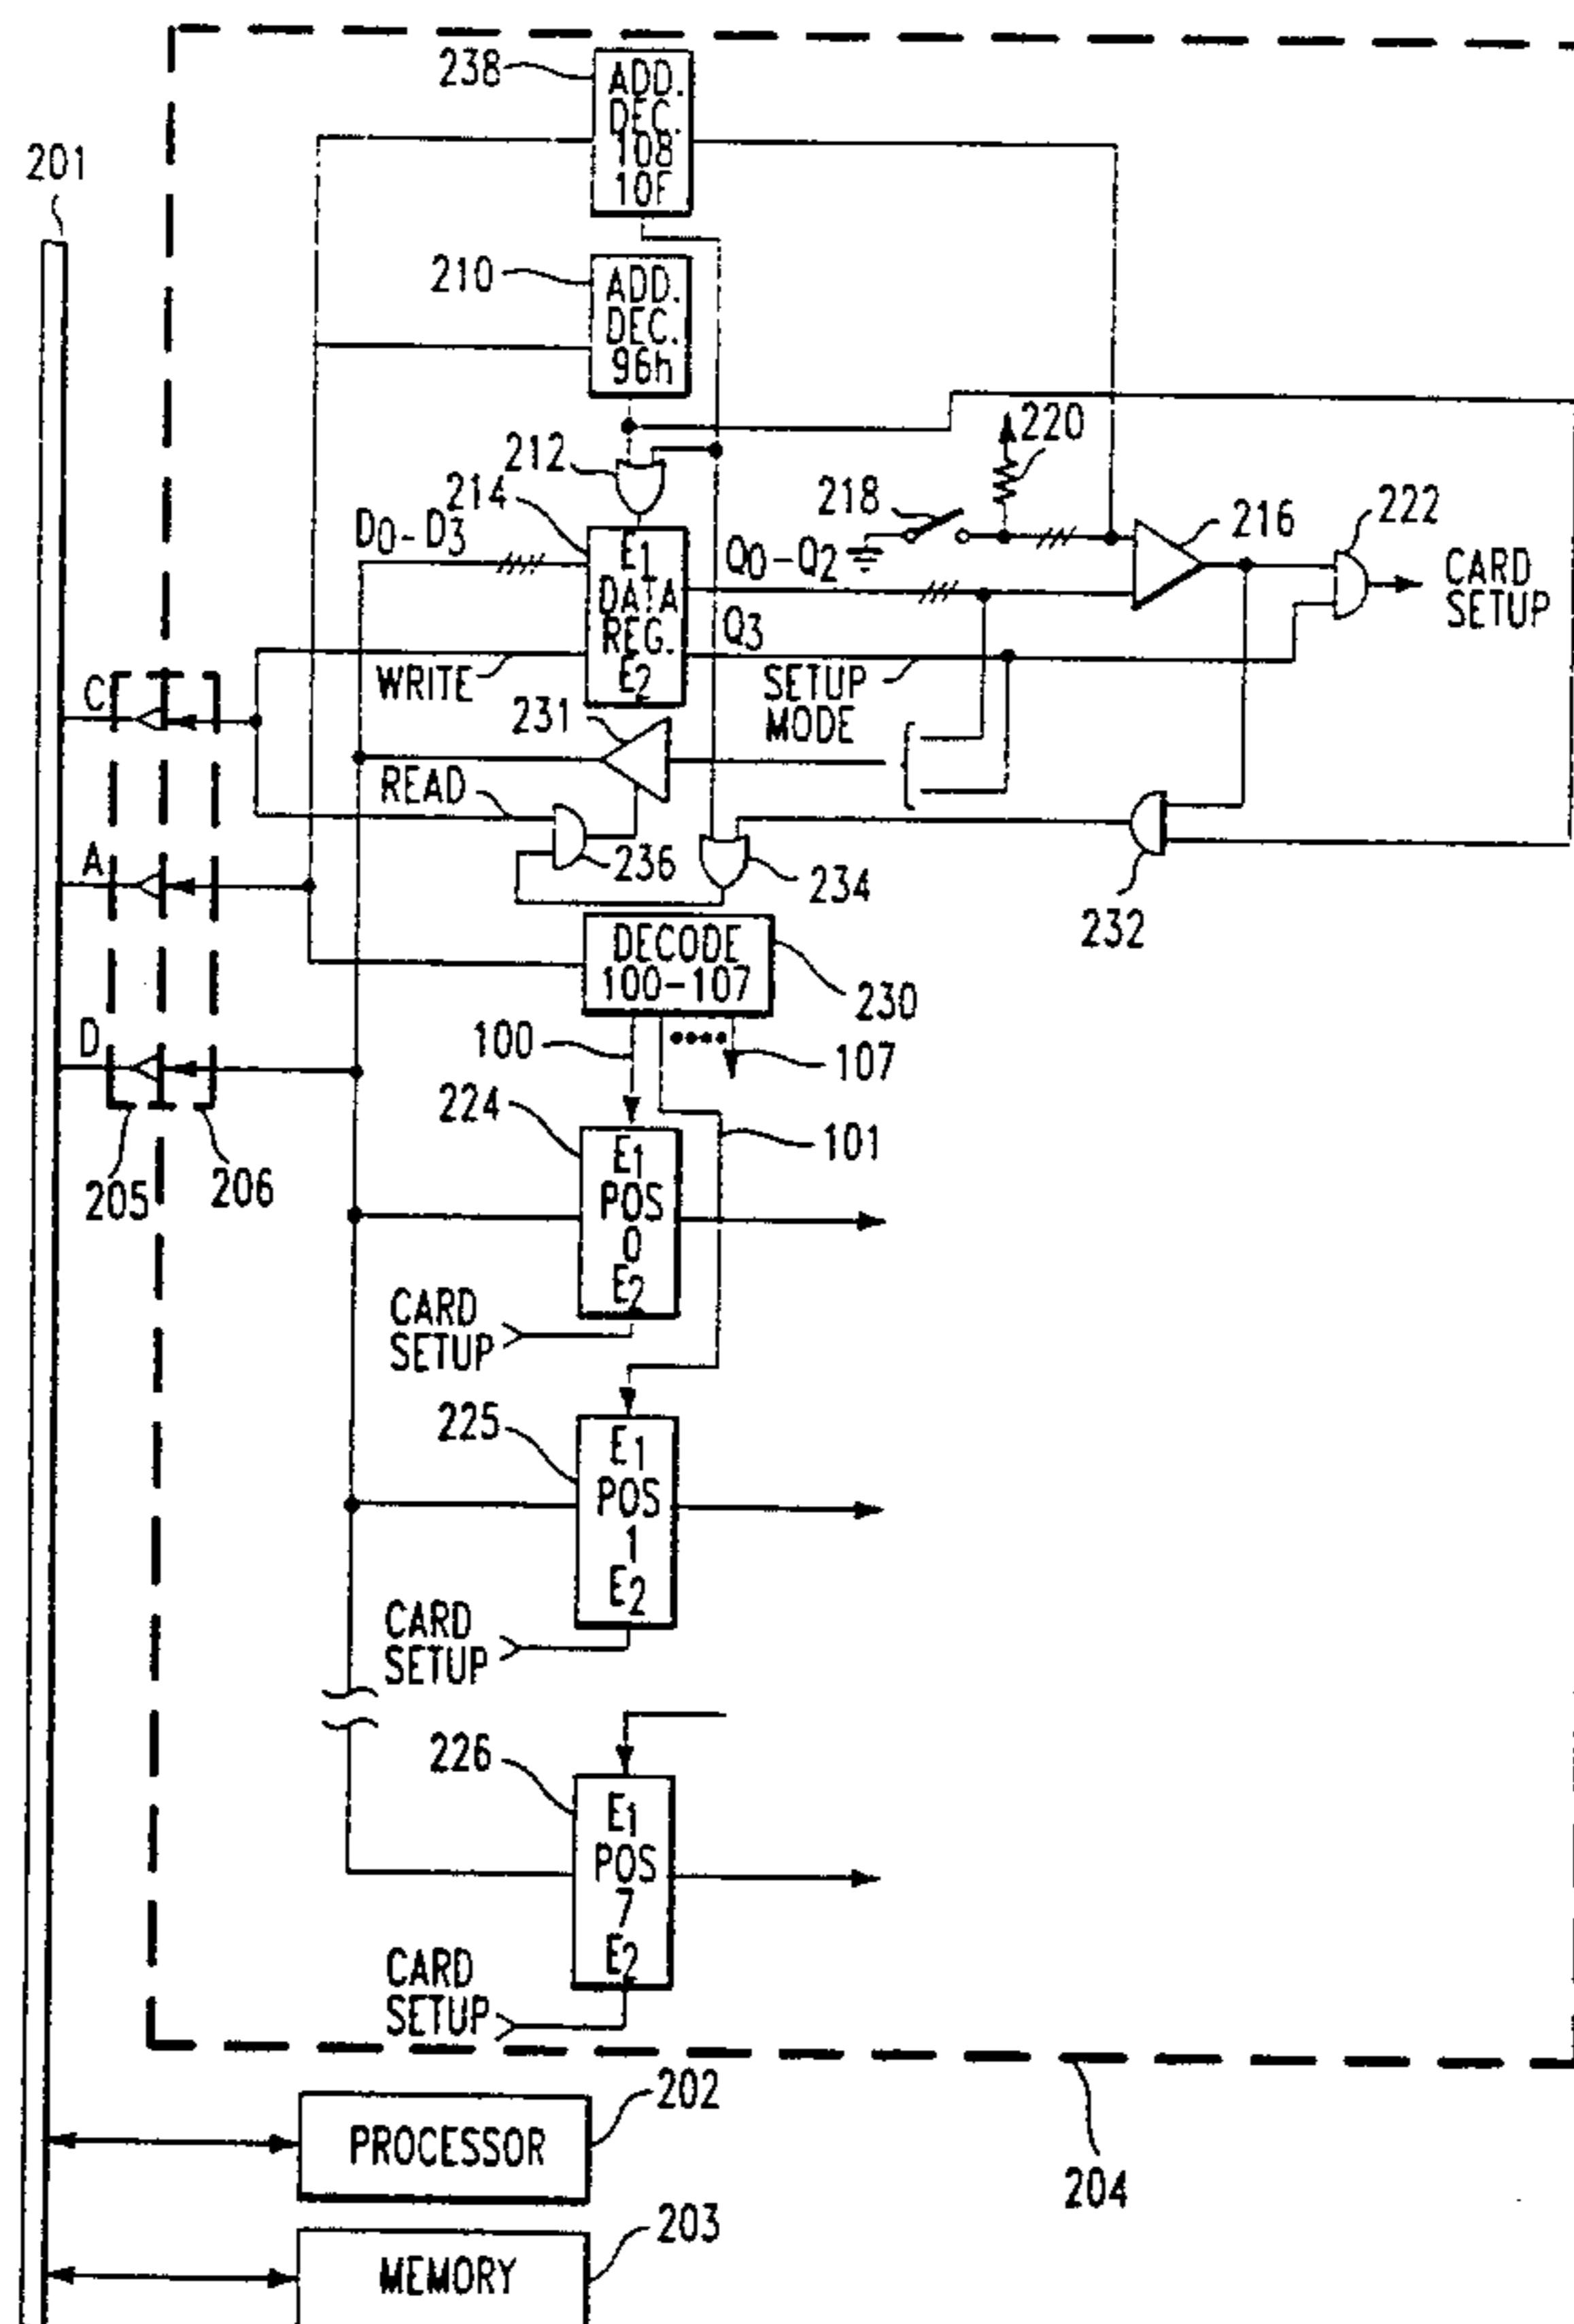 238
ADD.
DEC.
108
10F
201
210
ADD.
DEC.
96h
220
212
214
218
216
222
D0-D3
E1
DATA
REG.
E2
Q0-Q2
Q3
CARD
SETUP
WRITE
SETUP
MODE
C
231
READ
A
236
234
232
DECODE
100-107
230
D
100
107
224
101
205
206
E1
POS
0
E2
CARD
SETUP
225
E1
POS
1
E2
CARD
SETUP
226
E1
POS
7
E2
CARD
SETUP
202
PROCESSOR
204
203
MEMORY